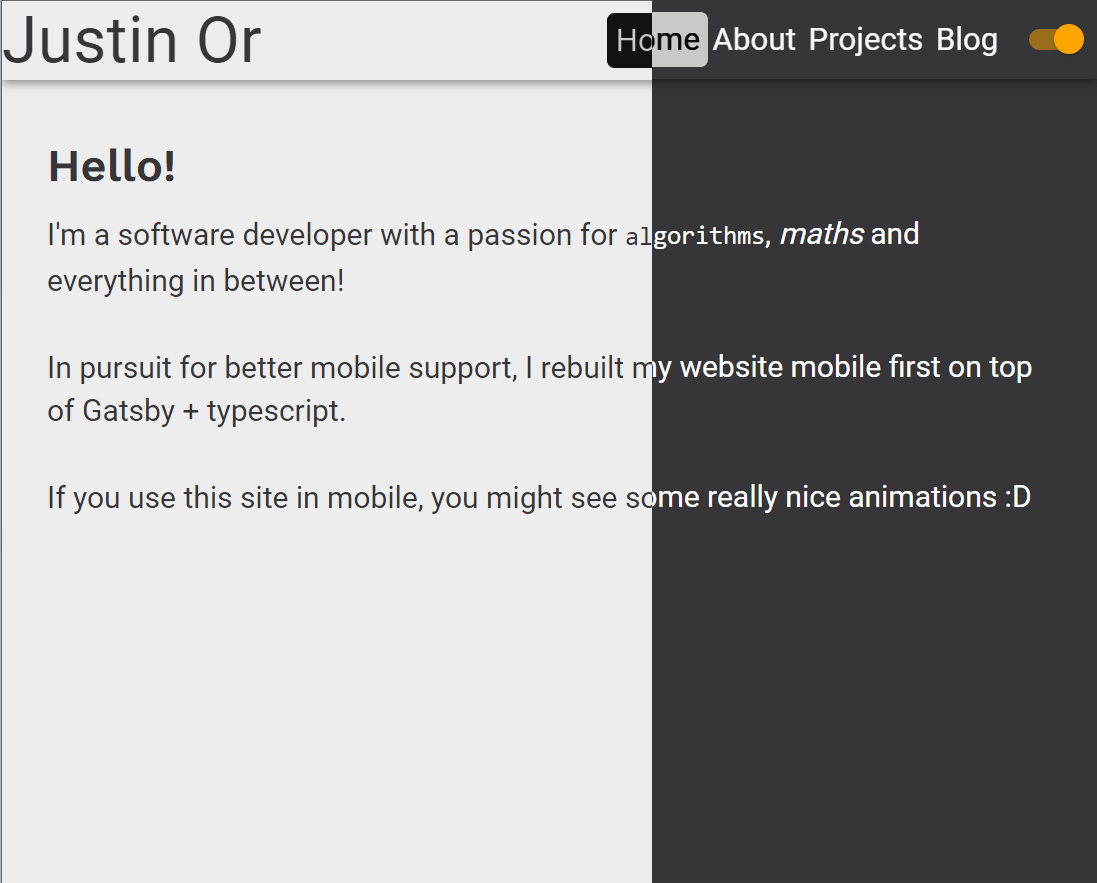 Justin Or
Home About Projects Blog
Hello!
I'm a software developer with a passion for algorithms, maths and
everything in between!
In pursuit for better mobile support, I rebuilt my website mobile first on top
of Gatsby + typescript.
If you use this site in mobile, you might see some really nice animations :D